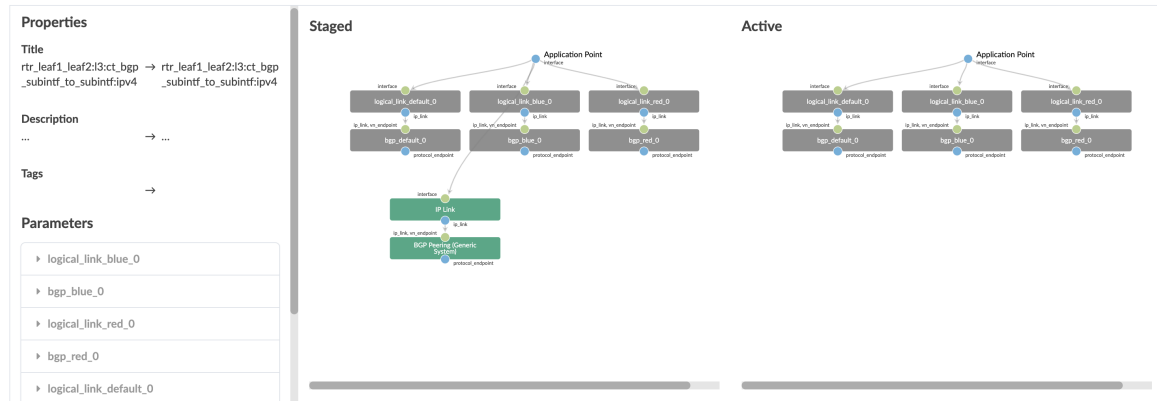 Properties
Title
rtr_leaf1_leaf2:l3:ct_bgp → rtr_leaf1_leaf2:l3:ct_bgp
_subintf_to_subintf:ipv4 _subintf_to_subintf:ipv4
Description
... → ...
Tags
→
Parameters
logical_link_blue_0
bgp_blue_0
logical_link_red_0
bgp_red_0
logical_link_default_0
Staged
Application Point
interface
interface interface interface
logical_link_default_0 logical_link_blue_0 logical_link_red_0
ip_link ip_link ip_link
ip_link, vn_endpoint ip_link, vn_endpoint ip_link, vn_endpoint
bgp_default_0 bgp_blue_0 bgp_red_0
protocol_endpoint protocol_endpoint protocol_endpoint
interface
IP Link
ip_link
ip_link, vn_endpoint
BGP Peering (Generic
System)
protocol_endpoint
Active
Application Point
interface
interface interface interface
logical_link_default_0 logical_link_blue_0 logical_link_red_0
ip_link ip_link ip_link
ip_link, vn_endpoint ip_link, vn_endpoint ip_link, vn_endpoint
bgp_default_0 bgp_blue_0 bgp_red_0
protocol_endpoint protocol_endpoint protocol_endpoint